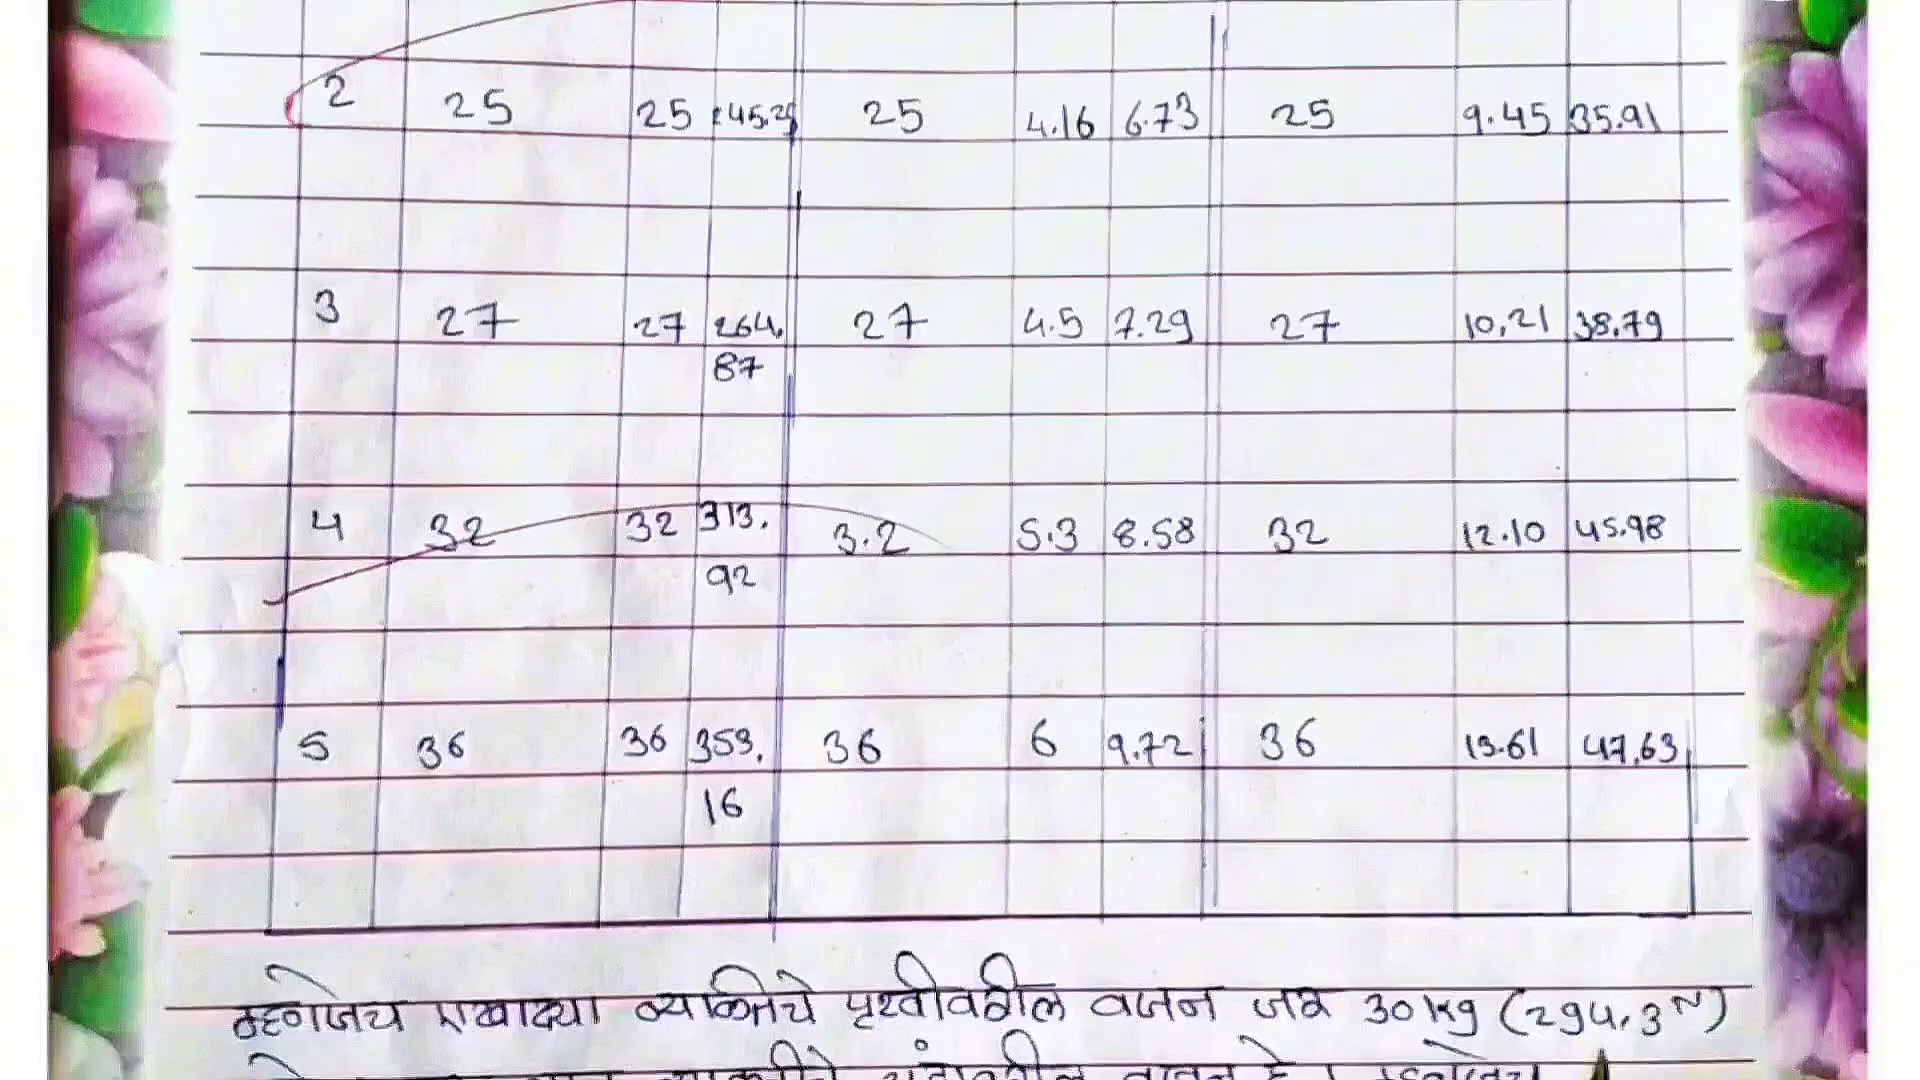 2 25 25 245.25 25 4.16 6.73 25 9.45 35.91
3 27 27 264. 27 4.5 7.29 27 10,21 38.79
87
4 32 32 313. 3.2 5.3 8.58 32 12.10 45.98
92
5 36 36 353. 36 6 9.72 36 13.61 47.63
16
म्हणजेच एखाद्या व्यक्तिचे पृथ्वीवरील वजन जर 30kg (294.3N)